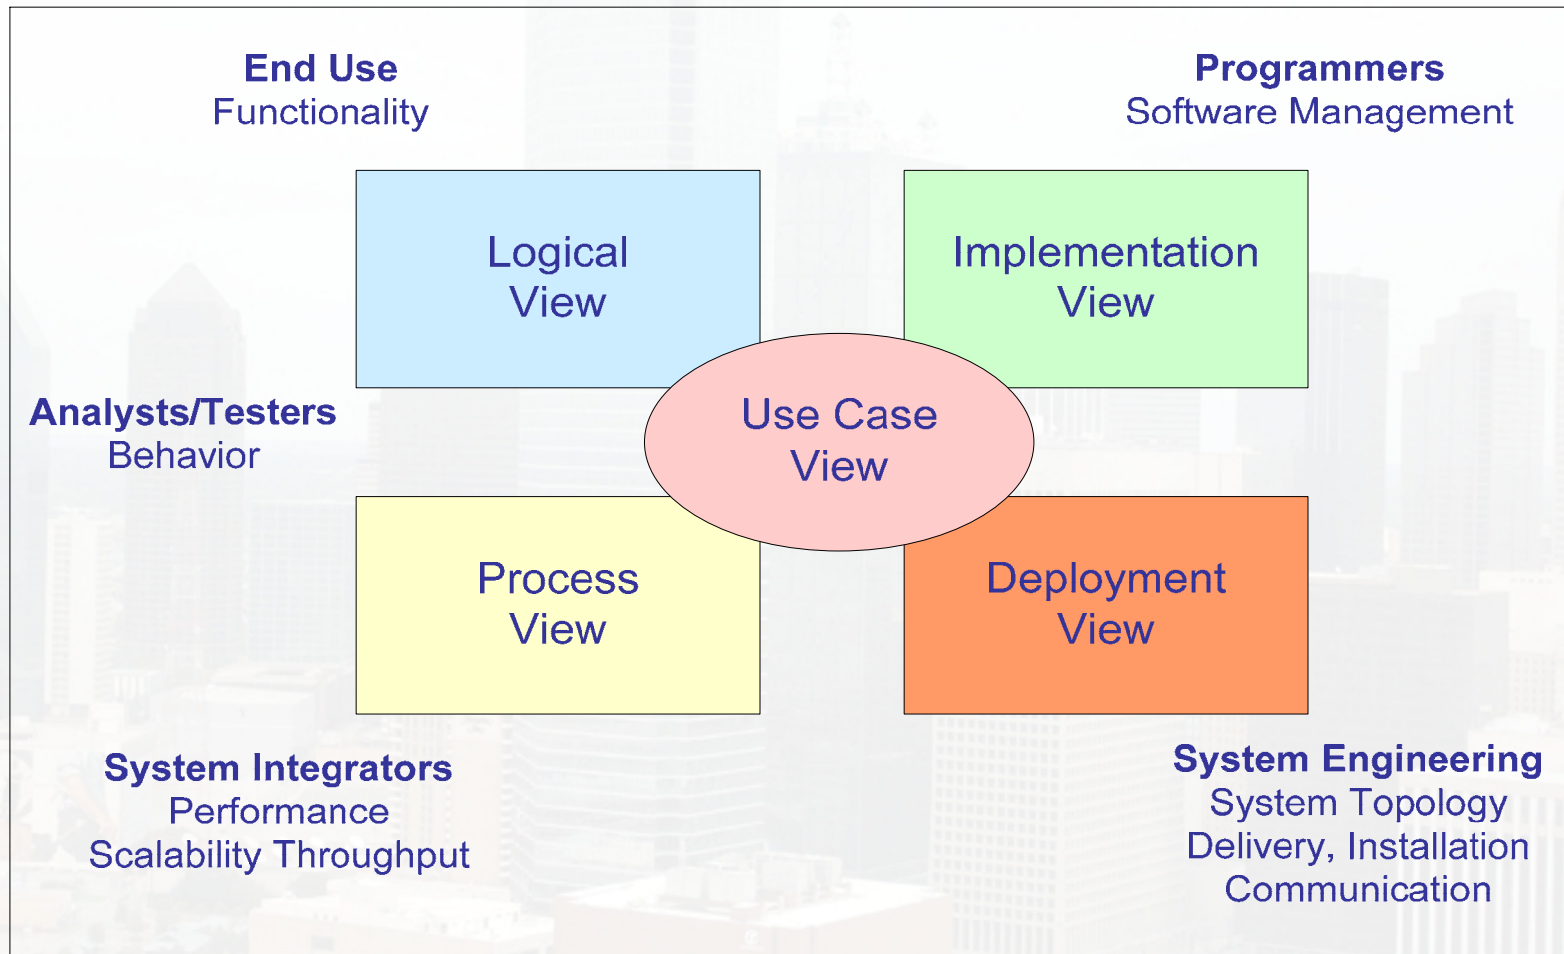 End Use
Functionality
Programmers
Software Management
Logical
View
Implementation
View
Analysts/Testers
Behavior
Use Case
View
Process
View
Deployment
View
System Integrators
Performance
Scalability Throughput
System Engineering
System Topology
Delivery, Installation
Communication